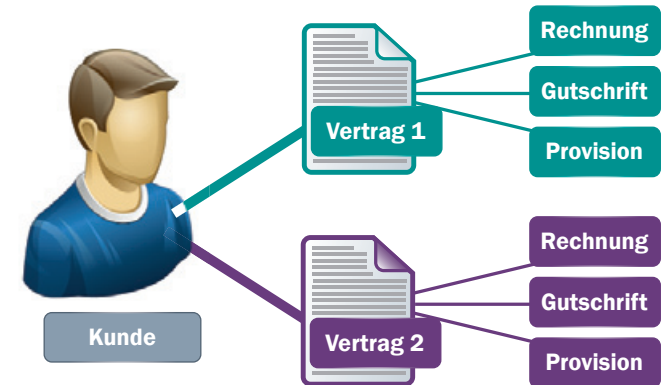 Rechnung
Gutschrift
Vertrag 1
Provision
Kunde
Rechnung
Gutschrift
Vertrag 2
Provision